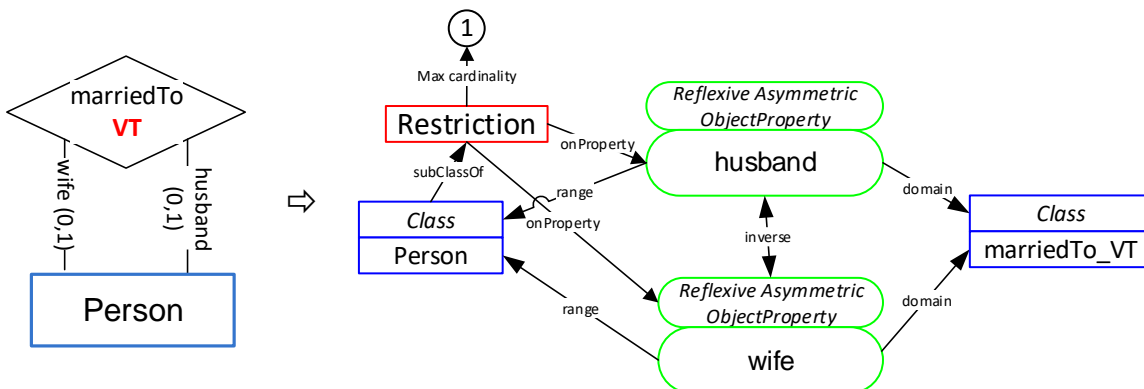 marriedTo
VT
wife (0,1)
husband
(0,1)
Person
1
Max cardinality
Restriction
subClassOf
Class
Person
onProperty
onProperty
range
range
Reflexive Asymmetric
ObjectProperty
husband
inverse
Reflexive Asymmetric
ObjectProperty
wife
domain
domain
Class
marriedTo_VT